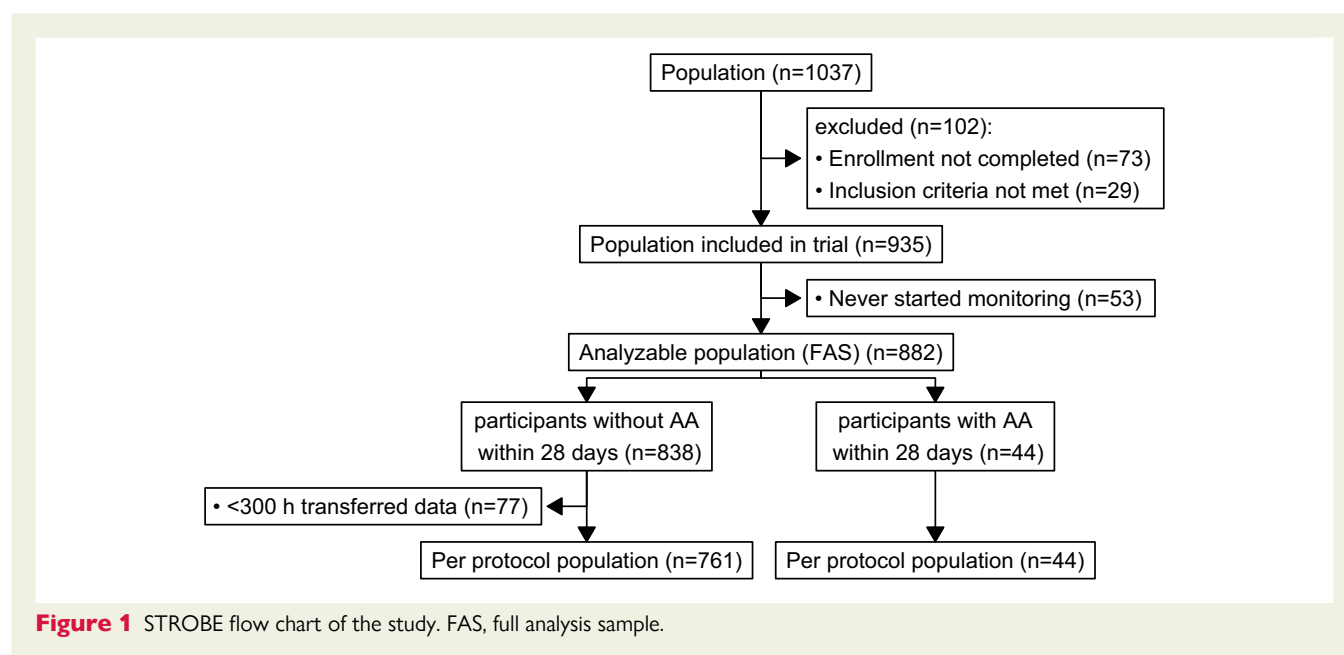 Population (n=1037)
excluded (n=102):
• Enrollment not completed (n=73)
• Inclusion criteria not met (n=29)
Population included in trial (n=935)
• Never started monitoring (n=53)
Analyzable population (FAS) (n=882)
participants without AA
within 28 days (n=838)
participants with AA
within 28 days (n=44)
• <300 h transferred data (n=77)
Per protocol population (n=761)
Per protocol population (n=44)
Figure 1 STROBE flow chart of the study. FAS, full analysis sample.